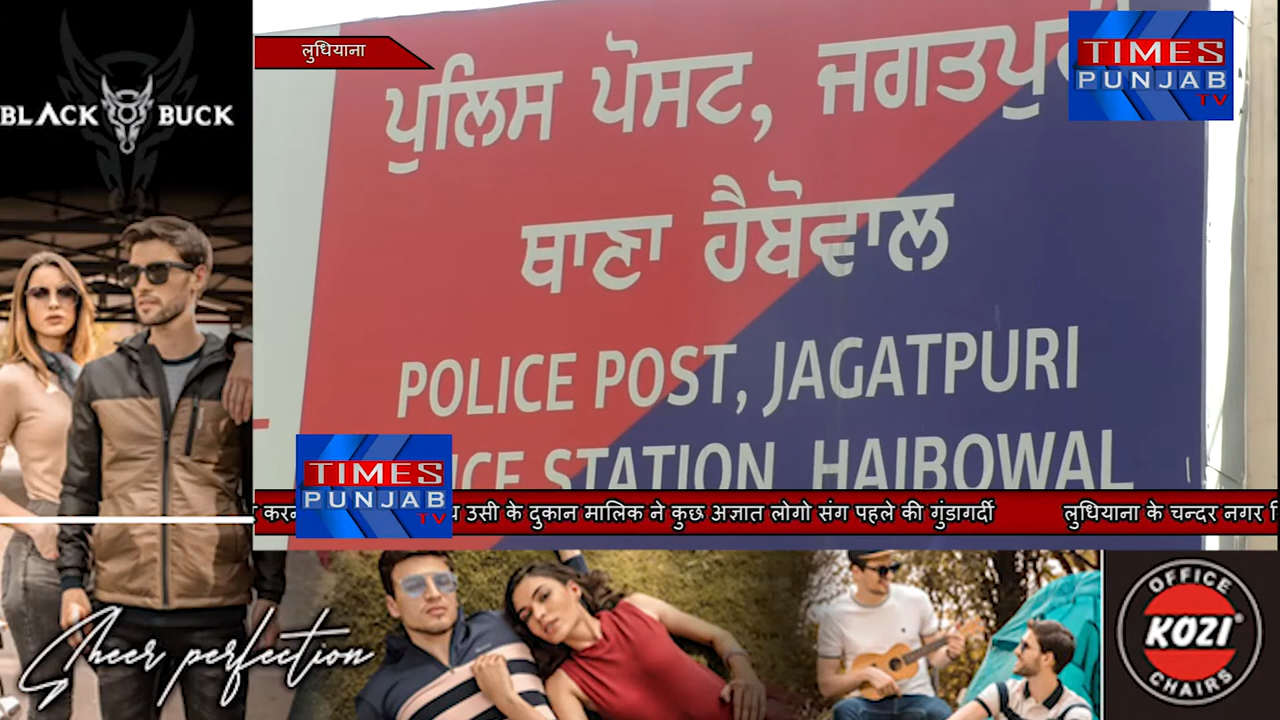 BLACK BUCK
लुधियाना
TIMES
PUNJAB
TV
ਪੁਲਿਸ ਪੋਸਟ, ਜਗਤਪੁਰੀ
ਥਾਣਾ ਹੈਬੋਵਾਲ
POLICE POST, JAGATPURI
STATION, HAIBOWAL
TIMES
PUNJAB
TV
उसी के दुकान मालिक ने कुछ अज्ञात लोगो संग पहले की गुंडागर्दी लुधियाना के चन्दर नगर
Sheer perfection
OFFICE
KOZI®
CHAIRS